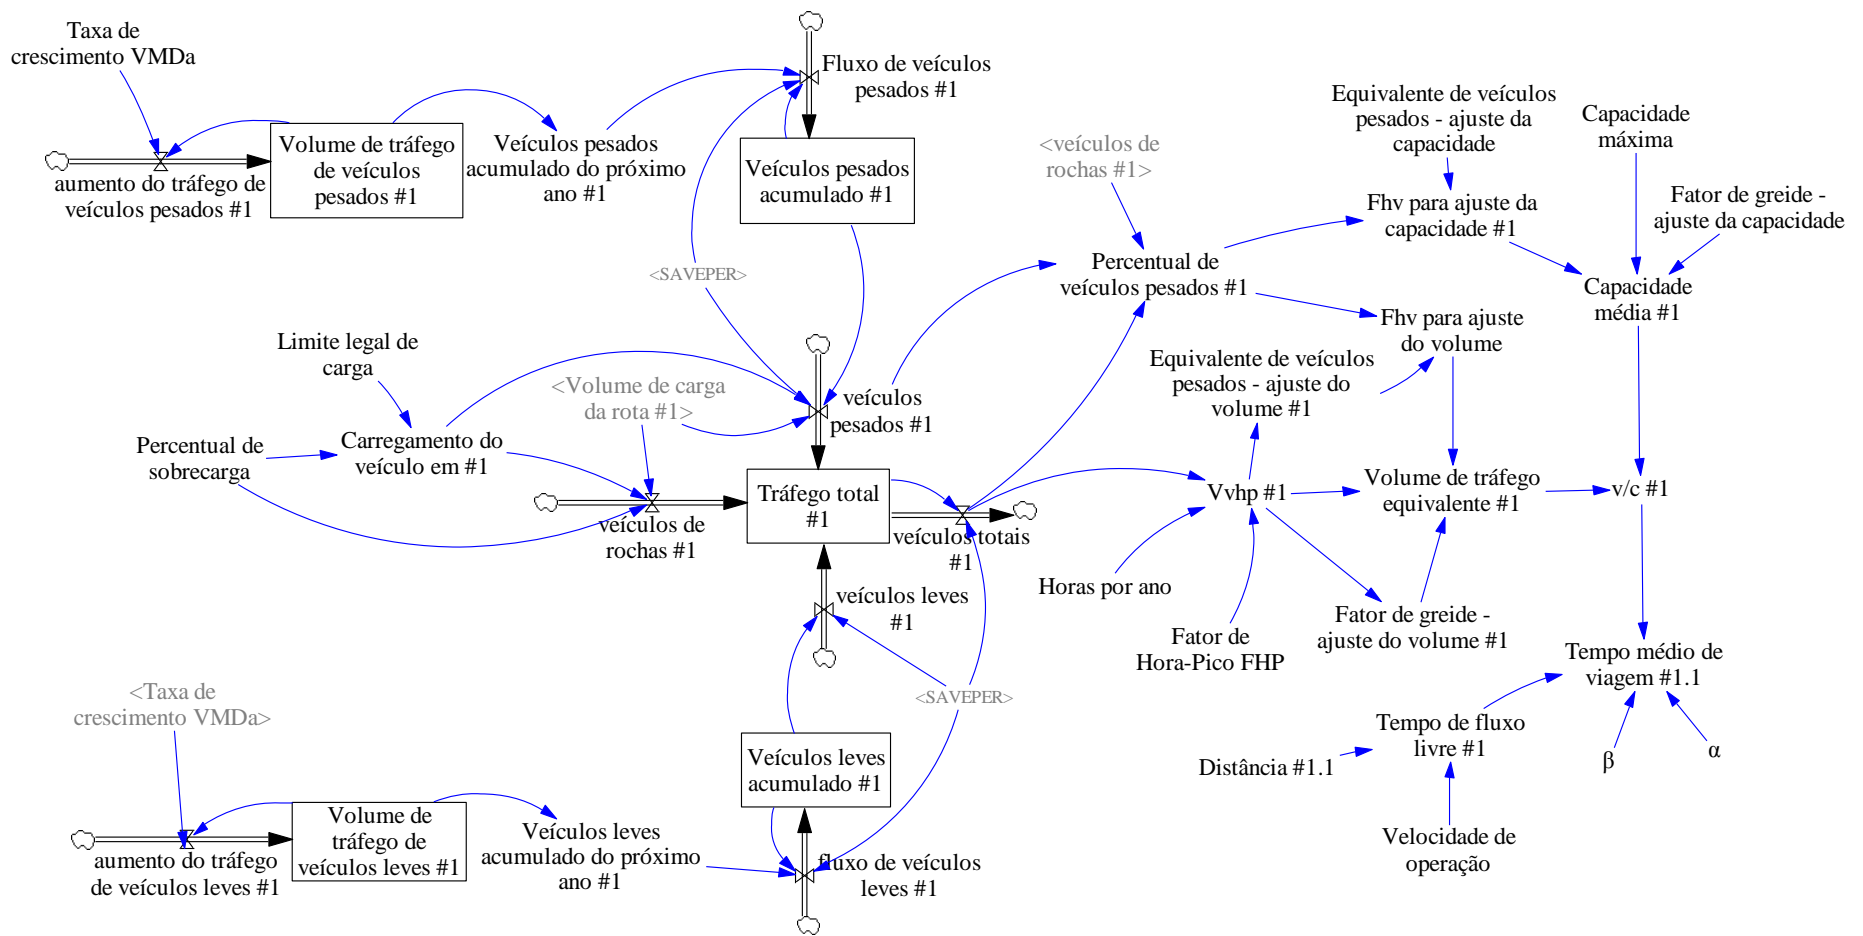 Taxa de
crescimento VMDa
Fluxo de veículos
pesados #1
Volume de tráfego
de veículos
pesados #1
Veículos pesados
acumulado do próximo
ano #1
Veículos pesados
acumulado #1
aumento do tráfego de
veículos pesados #1
<SAVEPER>
<veículos de
rochas #1>
Equivalente de veículos
pesados - ajuste da
capacidade
Capacidade
máxima
Fhv para ajuste da
capacidade #1
Fator de greide -
ajuste da capacidade
Percentual de
veículos pesados #1
Capacidade
média #1
Fhv para ajuste
do volume
Limite legal de
carga
<Volume de carga
da rota #1>
veículos
pesados #1
Equivalente de veículos
pesados - ajuste do
volume #1
Percentual de
sobrecarga
Carregamento do
veículo em #1
Tráfego total
#1
veículos de
rochas #1
veículos totais
#1
Vvhp #1
Volume de tráfego
equivalente #1
v/c #1
veículos leves
#1
Horas por ano
Fator de
Hora-Pico FHP
Fator de greide -
ajuste do volume #1
Tempo médio de
viagem #1.1
<SAVEPER>
<Taxa de
crescimento VMDa>
Veículos leves
acumulado #1
Tempo de fluxo
livre #1
Distância #1.1
β
α
Velocidade de
operação
Volume de
tráfego de
veículos leves #1
aumento do tráfego
de veículos leves #1
Veículos leves
acumulado do próximo
ano #1
fluxo de veículos
leves #1